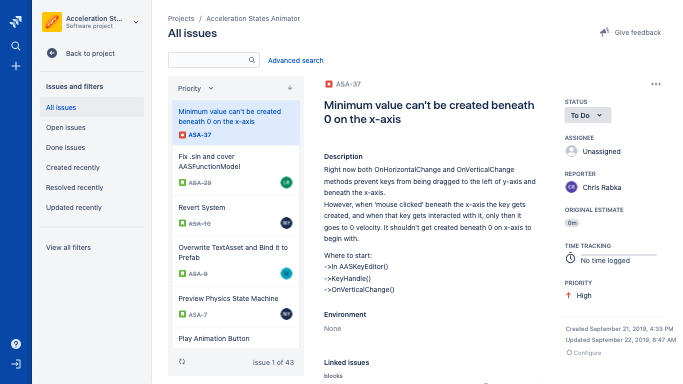 Acceleration St...
Software project
Back to project
Issues and filters
All issues
Open issues
Done issues
Created recently
Resolved recently
Updated recently
View all filters
Projects / Acceleration States Animator
All issues
Give feedback
Advanced search
Priority
Minimum value can't be created
beneath 0 on the x-axis
ASA-37
Fix .sln and cover
AASFunctionModel
ASA-29
Revert System
ASA-10
Overwrite TextAsset and Bind it to
Prefab
ASA-9
Preview Physics State Machine
ASA-7
Play Animation Button
issue 1 of 43
ASA-37
Minimum value can't be created beneath
0 on the x-axis
Description
Right now both OnHorizontalChange and OnVerticalChange
methods prevent keys from being dragged to the left of y-axis and
beneath the x-axis.
However, when 'mouse clicked' beneath the x-axis the key gets
created, and when that key gets interacted with it, only then it
goes to 0 velocity. It shouldn't get created beneath 0 on x-axis to
begin with.
Where to start:
->In AASKeyEditor()
->KeyHandle()
->OnVerticalChange()
Environment
None
Linked issues
blocks
STATUS
To Do
ASSIGNEE
Unassigned
REPORTER
CR Chris Rabka
ORIGINAL ESTIMATE
0m
TIME TRACKING
No time logged
PRIORITY
High
Created September 21, 2019, 4:33 PM
Updated September 22, 2019, 8:47 AM
Configure